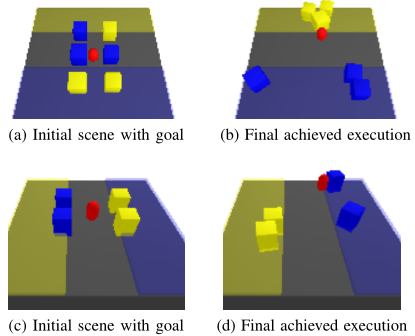 (a) Initial scene with goal
(b) Final achieved execution
(c) Initial scene with goal
(d) Final achieved execution